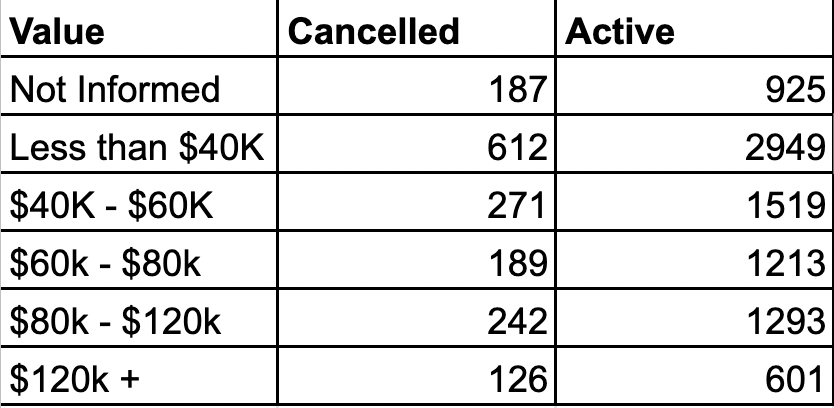 Value Cancelled Active
Not Informed 187 925
Less than $40K 612 2949
$40K - $60K 271 1519
$60k - $80k 189 1213
$80k - $120k 242 1293
$120k + 126 601